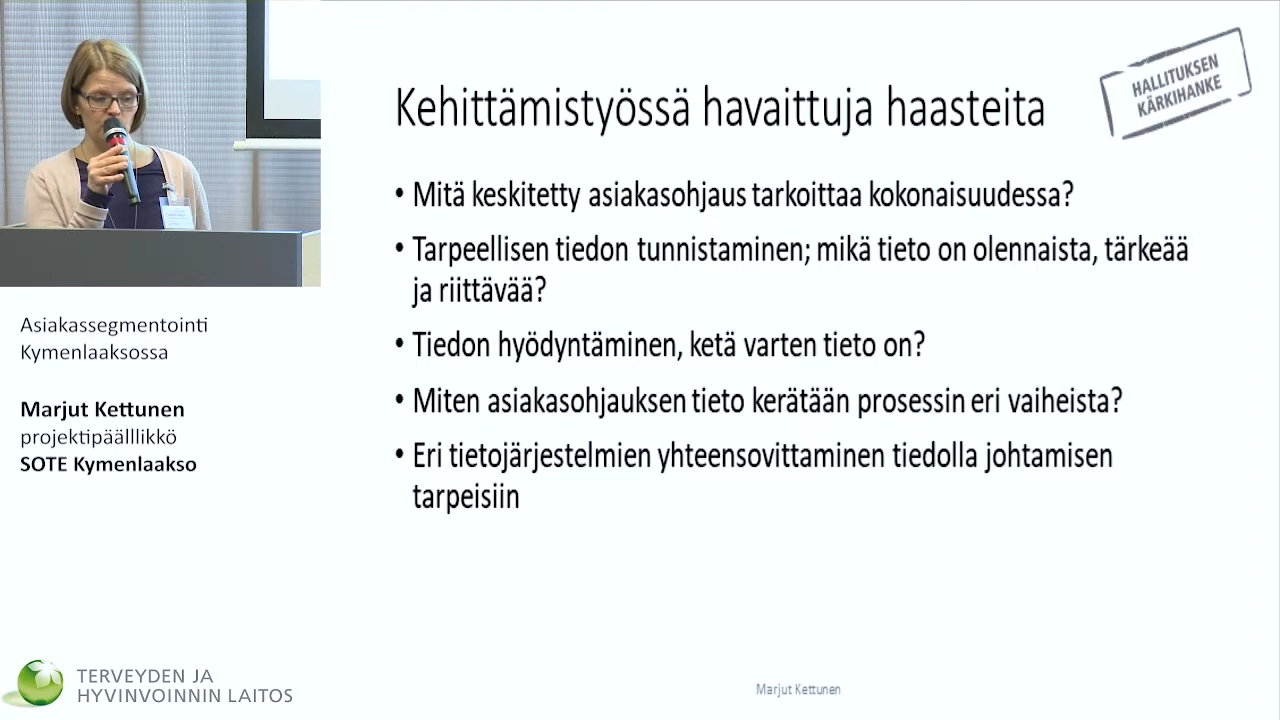 Kehittämistyössä havaittuja haasteita
HALLITUKSEN
KÄRKIHANKE
• Mitä keskitetty asiakasohjaus tarkoittaa kokonaisuudessa?
• Tarpeellisen tiedon tunnistaminen; mikä tieto on olennaista, tärkeää
ja riittävää?
• Tiedon hyödyntäminen, ketä varten tieto on?
• Miten asiakasohjauksen tieto kerätään prosessin eri vaiheista?
• Eri tietojärjestelmien yhteensovittaminen tiedolla johtamisen
tarpeisiin
Asiakassegmentointi
Kymenlaaksossa
Marjut Kettunen
projektipäälllikkö
SOTE Kymenlaakso
TERVEYDEN JA
HYVINVOINNIN LAITOS
Marjut Kettunen